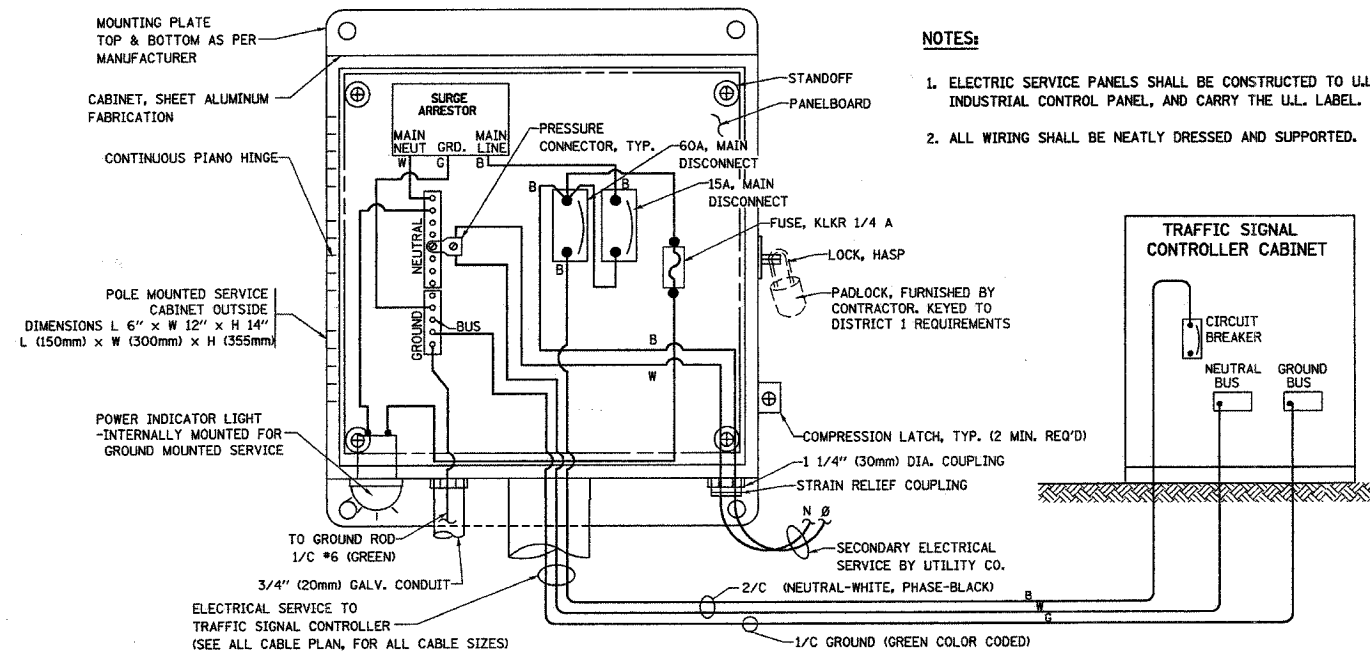 MOUNTING PLATE
TOP & BOTTOM AS PER
MANUFACTURER
CABINET, SHEET ALUMINUM
FABRICATION
CONTINUOUS PIANO HINGE
POLE MOUNTED SERVICE
CABINET OUTSIDE
DIMENSIONS L 6" x W 12" x H 14"
L (150mm) x W (300mm) x H (355mm)
POWER INDICATOR LIGHT
-INTERNALLY MOUNTED FOR
GROUND MOUNTED SERVICE
SURGE
ARRESTOR
MAIN NEUT
GRD.
MAIN LINE
W
G
B
NEUTRAL
GROUND
BUS
PRESSURE
CONNECTOR, TYP.
STANDOFF
PANELBOARD
60A, MAIN
DISCONNECT
15A, MAIN
DISCONNECT
B
B
B
FUSE, KLKR 1/4 A
LOCK, HASP
PADLOCK, FURNISHED BY
CONTRACTOR. KEYED TO
DISTRICT 1 REQUIREMENTS
B
W
COMPRESSION LATCH, TYP. (2 MIN. REQ'D)
1 1/4" (30mm) DIA. COUPLING
STRAIN RELIEF COUPLING
N Ø
SECONDARY ELECTRICAL
SERVICE BY UTILITY CO.
TO GROUND ROD
1/C #6 (GREEN)
3/4" (20mm) GALV. CONDUIT
ELECTRICAL SERVICE TO
TRAFFIC SIGNAL CONTROLLER
(SEE ALL CABLE PLAN, FOR ALL CABLE SIZES)
2/C (NEUTRAL-WHITE, PHASE-BLACK)
B
W
G
1/C GROUND (GREEN COLOR CODED)
NOTES:
1. ELECTRIC SERVICE PANELS SHALL BE CONSTRUCTED TO U.L.
INDUSTRIAL CONTROL PANEL, AND CARRY THE U.L. LABEL.
2. ALL WIRING SHALL BE NEATLY DRESSED AND SUPPORTED.
TRAFFIC SIGNAL
CONTROLLER CABINET
CIRCUIT
BREAKER
NEUTRAL
BUS
GROUND
BUS